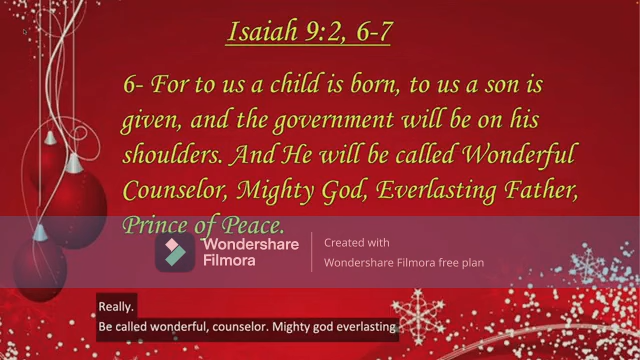 Isaiah 9:2, 6-7
6- For to us a child is born, to us a son is
given, and the government will be on his
shoulders. And He will be called Wonderful
Counselor, Mighty God, Everlasting Father,
Prince of Peace.
Wondershare
Filmora
Created with
Wondershare Filmora free plan
Really.
Be called wonderful, counselor. Mighty god everlasting